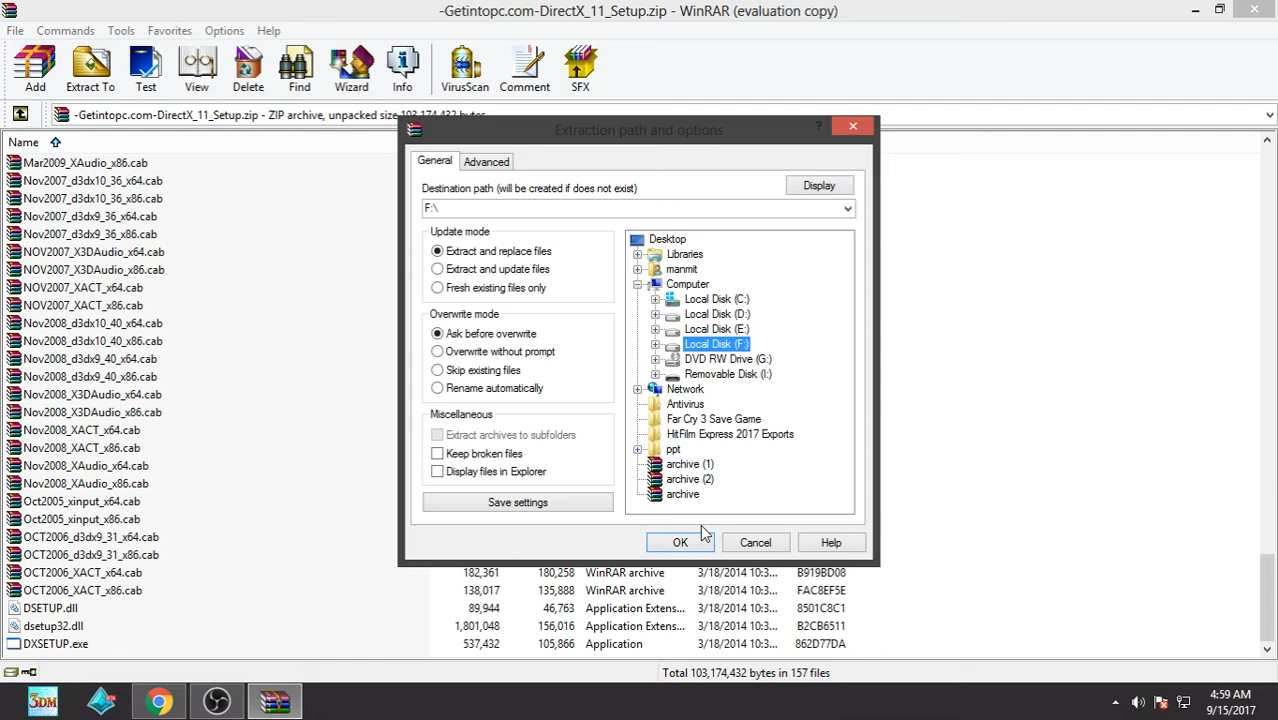 -Getintopc.com-DirectX_11_Setup.zip - WinRAR (evaluation copy)
File Commands Tools Favorites Options Help
Add Extract To Test View Delete Find Wizard Info VirusScan Comment SFX
-Getintopc.com-DirectX_11_Setup.zip - ZIP archive, unpacked size 103,174,432 bytes
Name
Mar2009_XAudio_x86.cab
Nov2007_d3dx10_36_x64.cab
Nov2007_d3dx10_36_x86.cab
Nov2007_d3dx9_36_x64.cab
Nov2007_d3dx9_36_x86.cab
NOV2007_X3DAudio_x64.cab
NOV2007_X3DAudio_x86.cab
NOV2007_XACT_x64.cab
NOV2007_XACT_x86.cab
Nov2008_d3dx10_40_x64.cab
Nov2008_d3dx10_40_x86.cab
Nov2008_d3dx9_40_x64.cab
Nov2008_d3dx9_40_x86.cab
Nov2008_X3DAudio_x64.cab
Nov2008_X3DAudio_x86.cab
Nov2008_XACT_x64.cab
Nov2008_XACT_x86.cab
Nov2008_XAudio_x64.cab
Nov2008_XAudio_x86.cab
Oct2005_xinput_x64.cab
Oct2005_xinput_x86.cab
OCT2006_d3dx9_31_x64.cab
OCT2006_d3dx9_31_x86.cab
OCT2006_XACT_x64.cab 182,361 180,258 WinRAR archive 3/18/2014 10:3... B919BD08
OCT2006_XACT_x86.cab 138,017 135,888 WinRAR archive 3/18/2014 10:3... FAC8EF5E
DSETUP.dll 89,944 46,763 Application Extens... 3/18/2014 10:3... 8501C8C1
dsetup32.dll 1,801,048 156,016 Application Extens... 3/18/2014 10:3... B2CB6511
DXSETUP.exe 537,432 105,866 Application 3/18/2014 10:3... 862D77DA
Extraction path and options
?
General Advanced
Destination path (will be created if does not exist)
Display
F:\
Update mode
Extract and replace files
Extract and update files
Fresh existing files only
Overwrite mode
Ask before overwrite
Overwrite without prompt
Skip existing files
Rename automatically
Miscellaneous
Extract archives to subfolders
Keep broken files
Display files in Explorer
Save settings
Desktop
Libraries
manmit
Computer
Local Disk (C:)
Local Disk (D:)
Local Disk (E:)
Local Disk (F:)
DVD RW Drive (G:)
Removable Disk (I:)
Network
Antivirus
Far Cry 3 Save Game
HitFilm Express 2017 Exports
ppt
archive (1)
archive (2)
archive
OK Cancel Help
Total 103,174,432 bytes in 157 files
3DM
4:59 AM
9/15/2017